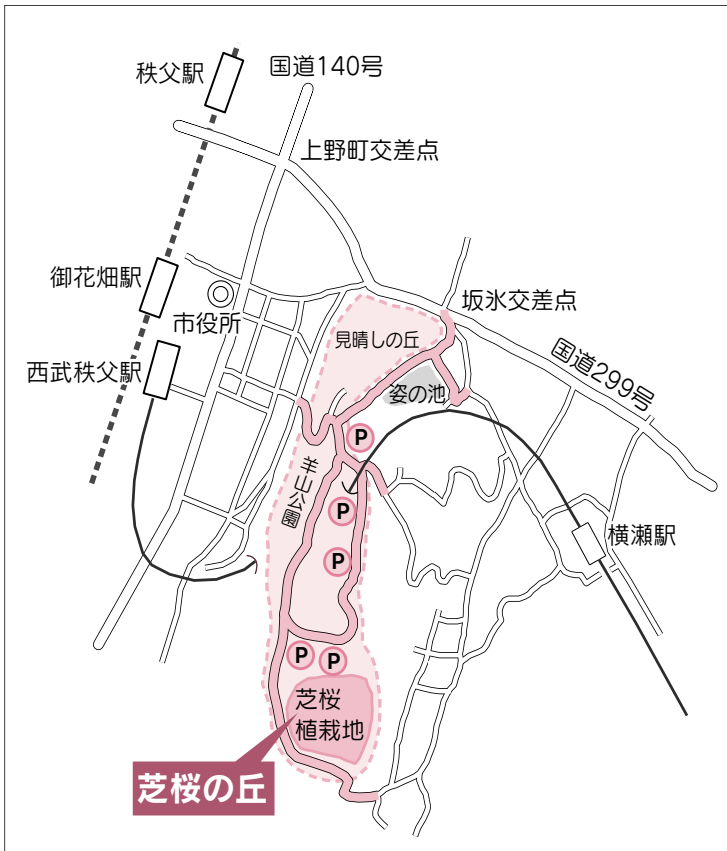 国道140号
秩父駅
上野町交差点
御花畑駅
坂氷交差点
市役所
見晴しの丘
国道299号
西武秩父駅
姿の池
P
羊山公園
P
横瀬駅
P
P
P
芝桜
植栽地
芝桜の丘